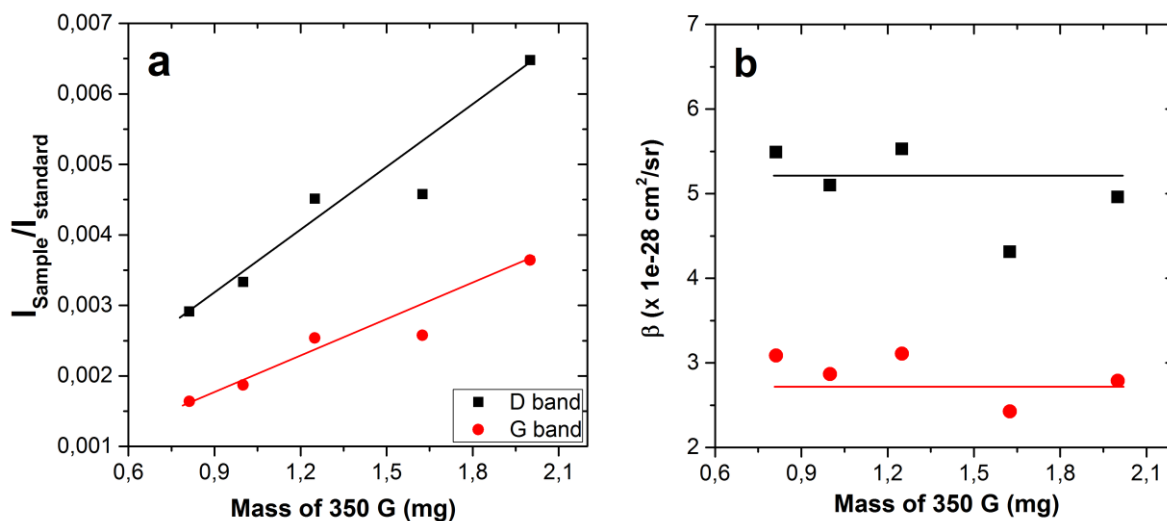 a
I_Sample/I_standard
0,007
0,006
0,005
0,004
0,003
0,002
0,001
0,6 0,9 1,2 1,5 1,8 2,1
Mass of 350 G (mg)
D band
G band
b
β (x 1e-28 cm²/sr)
7
6
5
4
3
2
0,6 0,9 1,2 1,5 1,8 2,1
Mass of 350 G (mg)